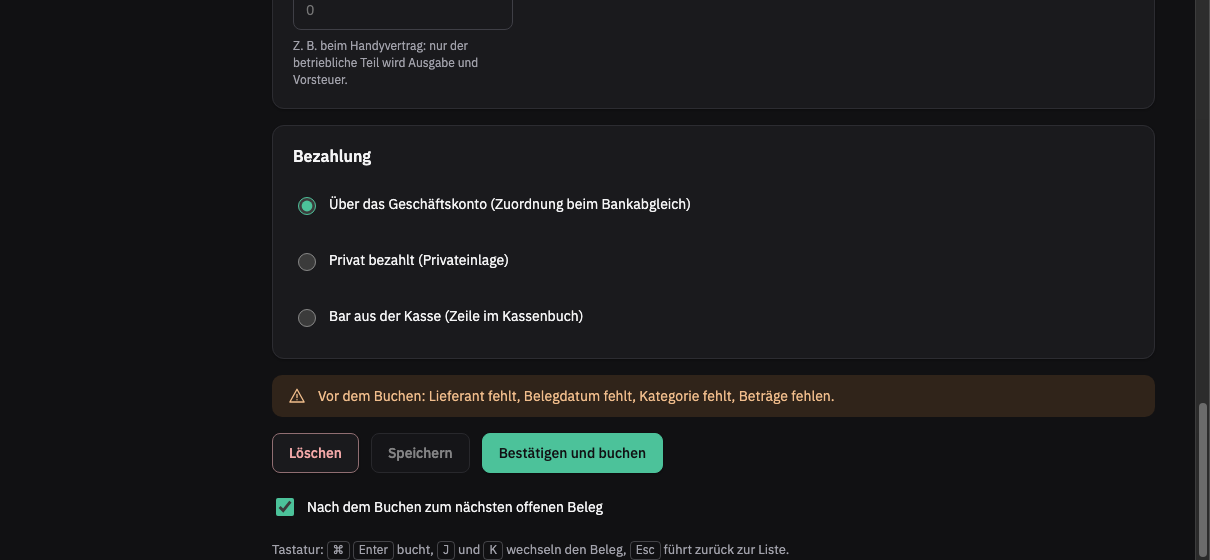 0
Z. B. beim Handyvertrag: nur der
betriebliche Teil wird Ausgabe und
Vorsteuer.
Bezahlung
Über das Geschäftskonto (Zuordnung beim Bankabgleich)
Privat bezahlt (Privateinlage)
Bar aus der Kasse (Zeile im Kassenbuch)
Vor dem Buchen: Lieferant fehlt, Belegdatum fehlt, Kategorie fehlt, Beträge fehlen.
Löschen Speichern Bestätigen und buchen
Nach dem Buchen zum nächsten offenen Beleg
Tastatur: ⌘ Enter bucht, J und K wechseln den Beleg, Esc führt zurück zur Liste.